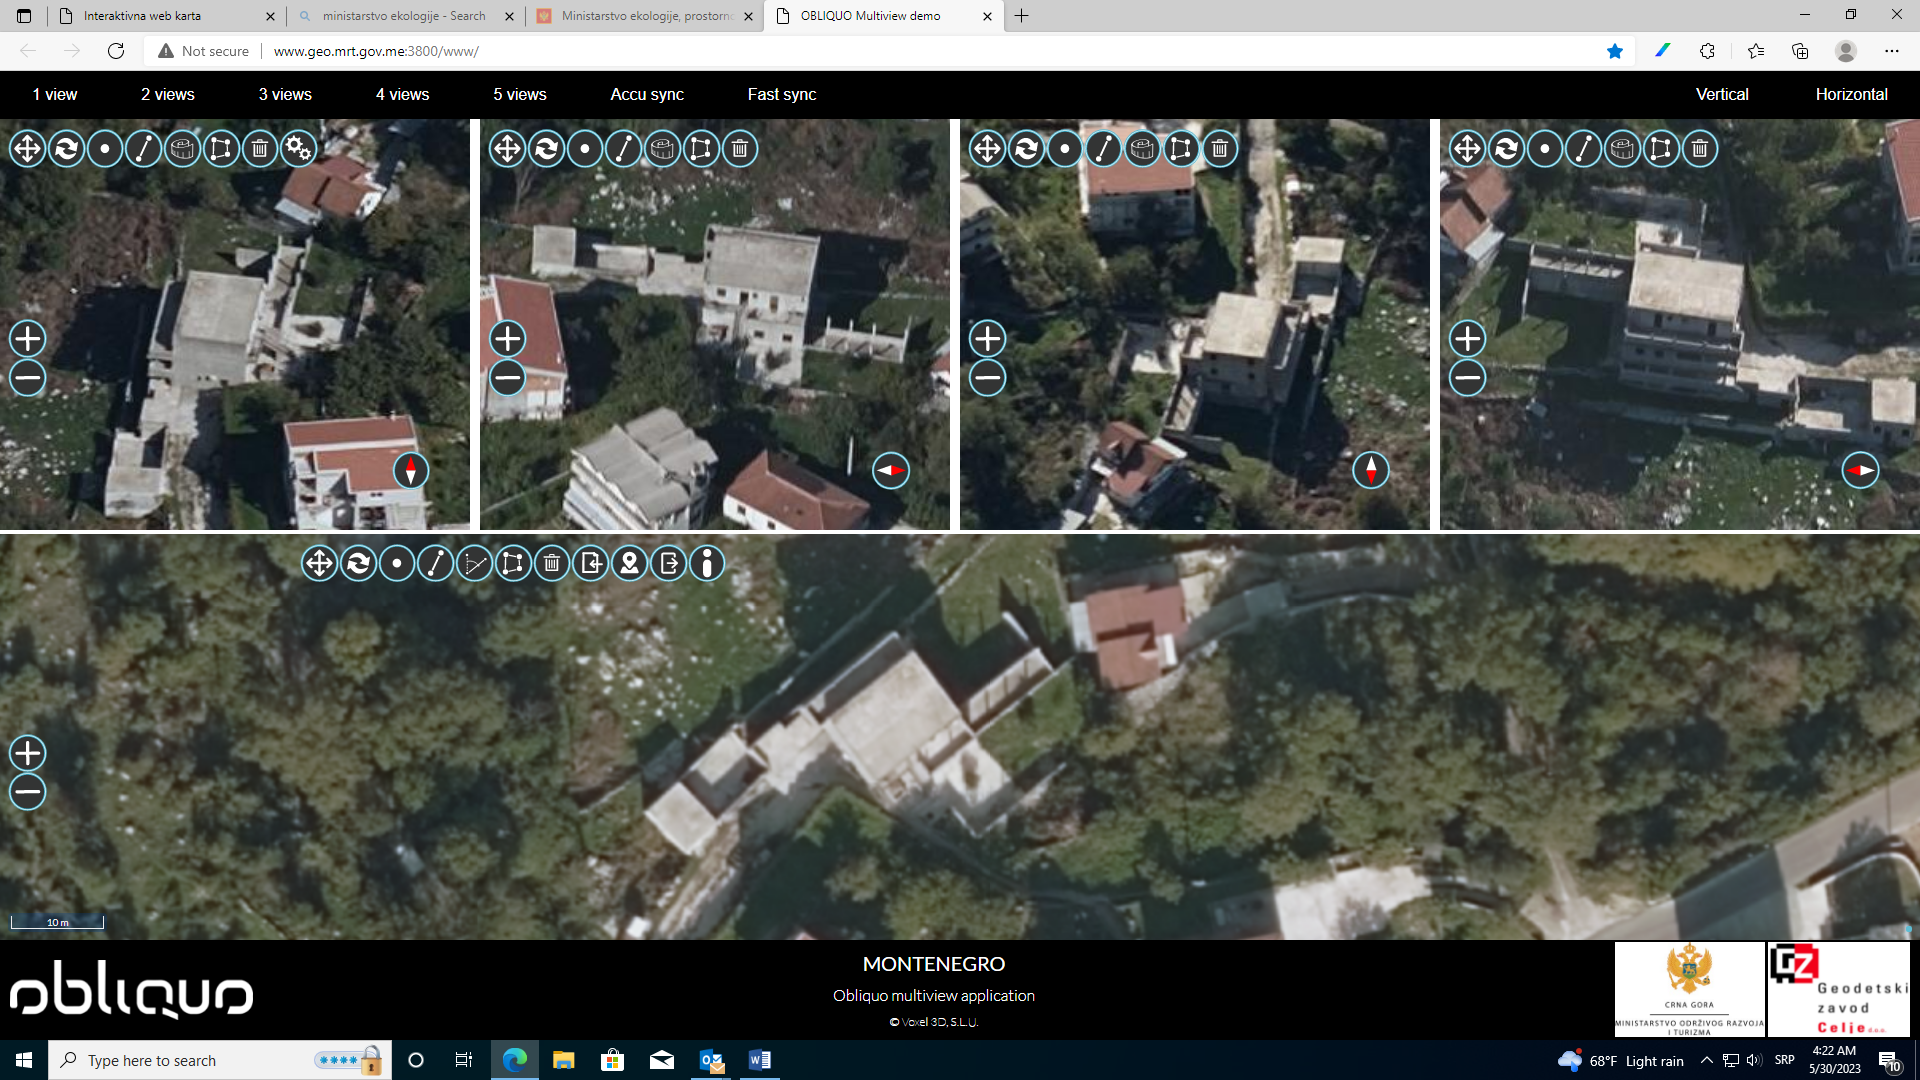 Interaktivna web karta
ministarstvo ekologije - Search
Ministarstvo ekologije, prostorno
OBLIQUO Multiview demo
Not secure
www.geo.mrt.gov.me:3800/www/
1 view
2 views
3 views
4 views
5 views
Accu sync
Fast sync
Vertical
Horizontal
10 m
obliquo
MONTENEGRO
Obliquo multiview application
© Voxel 3D, S.L.U.
CRNA GORA
MINISTARSTVO ODRŽIVOG RAZVOJA
I TURIZMA
GZ
Geodetski
zavod
Celje d.o.o.
Type here to search
68°F Light rain
SRP
4:22 AM
5/30/2023
10